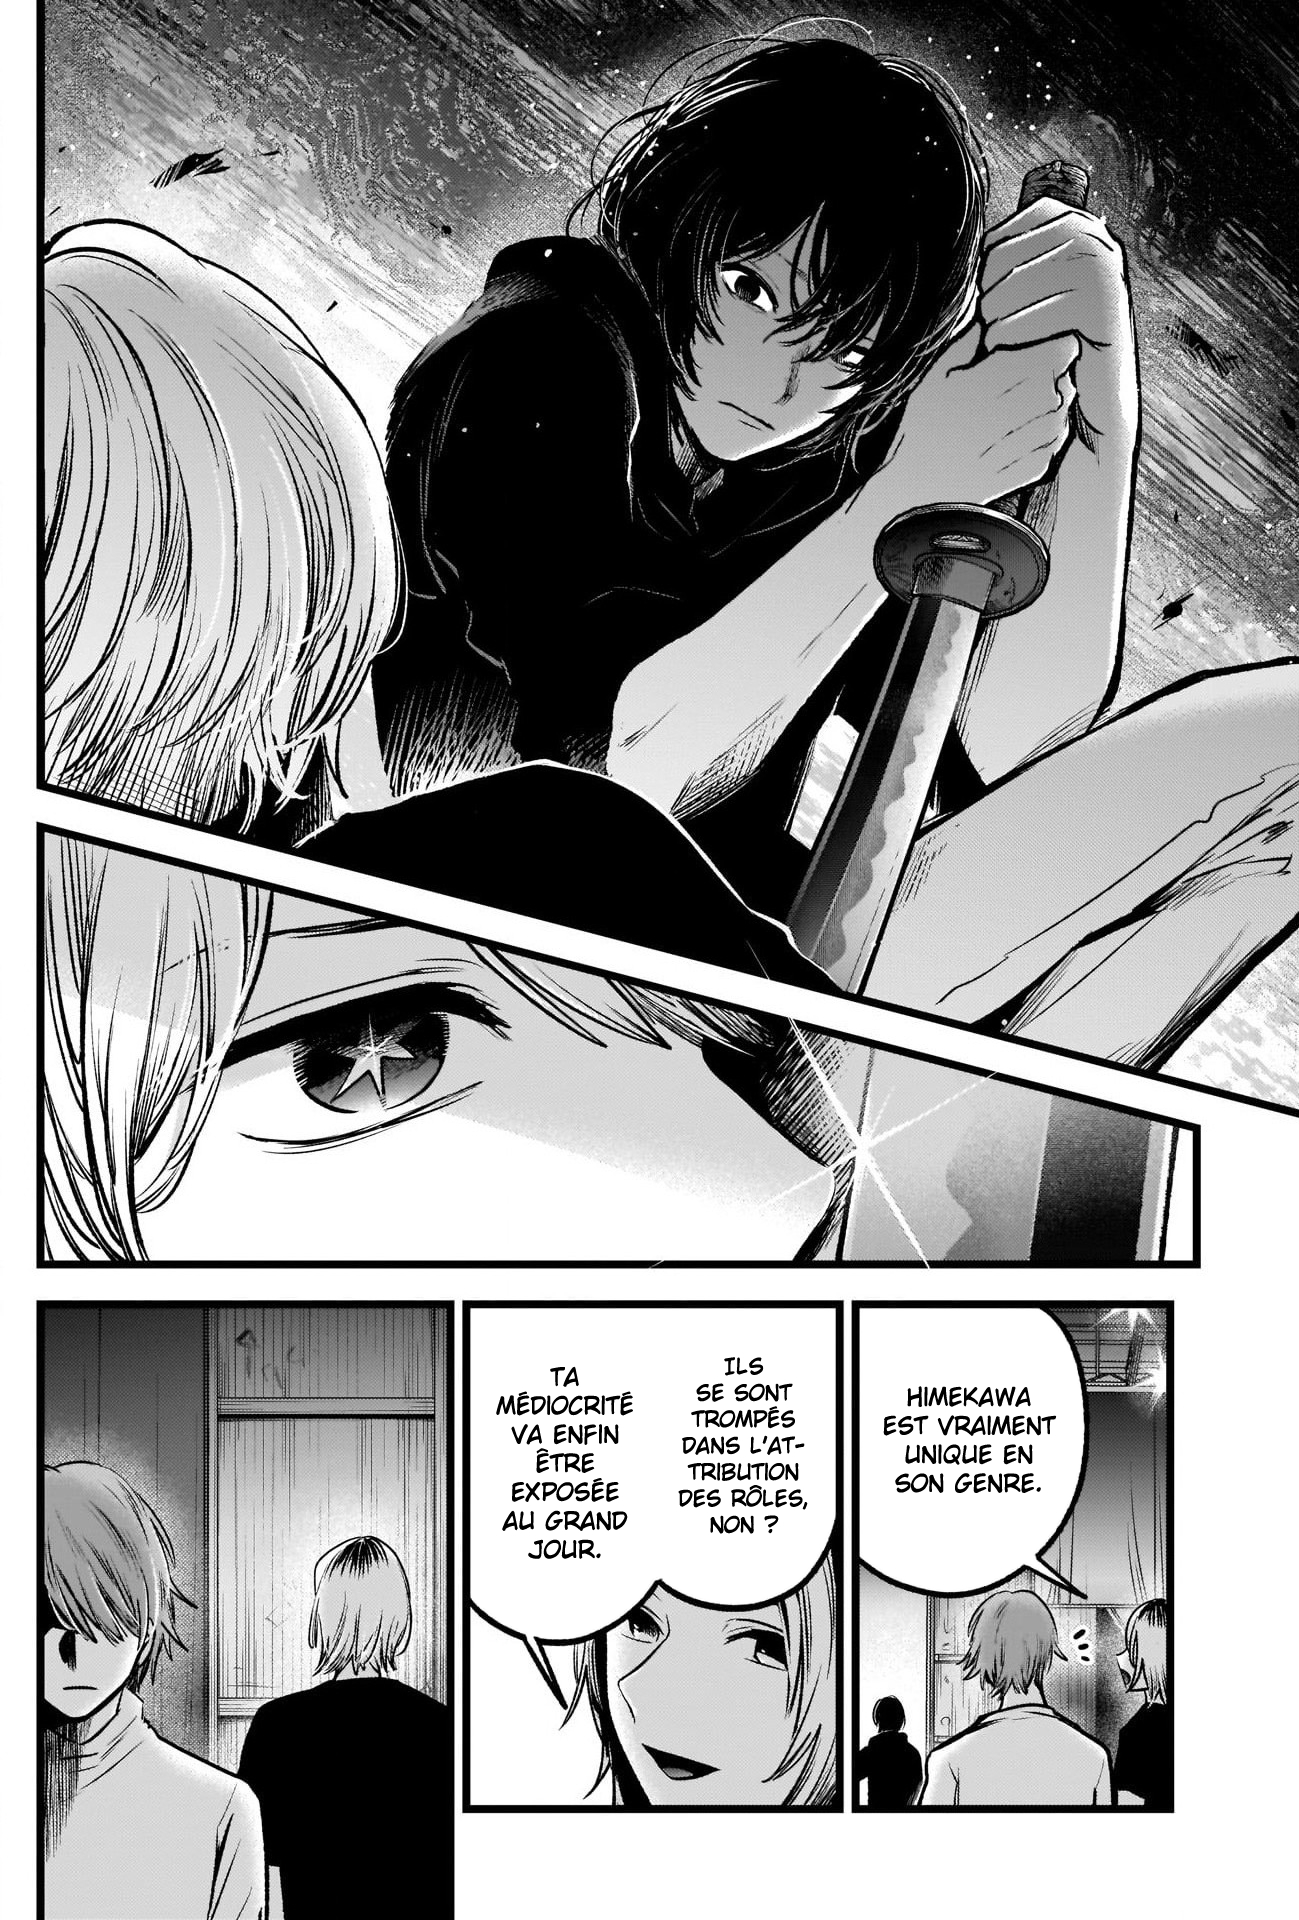 HIMEKAWA
EST VRAIMENT
UNIQUE EN
SON GENRE.
ILS
SE SONT
TROMPÉS
DANS L'AT-
TRIBUTION
DES RÔLES,
NON ?
TA
MÉDIOCRITÉ
VA ENFIN
ÊTRE
EXPOSÉE
AU GRAND
JOUR.